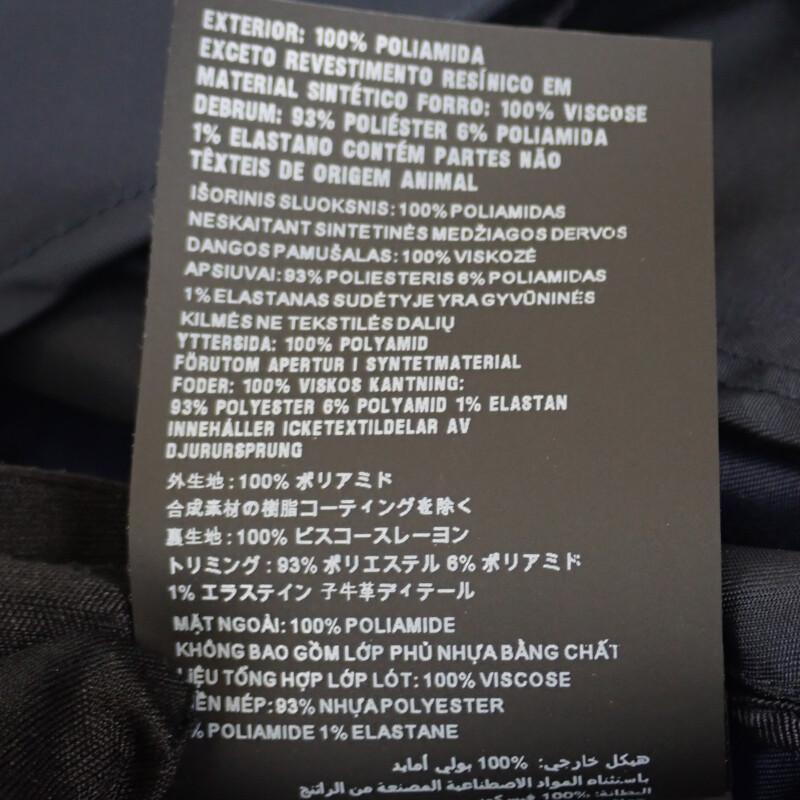 EXTERIOR: 100% POLIAMIDA
EXCETO REVESTIMENTO RESÍNICO EM
MATERIAL SINTÉTICO FORRO: 100% VISCOSE
DEBRUM: 93% POLIÉSTER 6% POLIAMIDA
1% ELASTANO CONTÉM PARTES NÃO
TÊXTEIS DE ORIGEM ANIMAL
IŠORINIS SLUOKSNIS: 100% POLIAMIDAS
NESKAITANT SINTETINĖS MEDŽIAGOS DERVOS
DANGOS PAMUŠALAS: 100% VISKOZĖ
APSIUVAI: 93% POLIESTERIS 6% POLIAMIDAS
1% ELASTANAS SUDĖTYJE YRA GYVŪNINĖS
KILMĖS NE TEKSTILĖS DALIŲ
YTTERSIDA: 100% POLYAMID
FÖRUTOM APERTUR I SYNTETMATERIAL
FODER: 100% VISKOS KANTNING:
93% POLYESTER 6% POLYAMID 1% ELASTAN
INNEHÅLLER ICKETEXTILDELAR AV
DJURURSPRUNG
外生地: 100% ポリアミド
合成素材の樹脂コーティングを除く
裏生地: 100% ビスコースレーヨン
トリミング: 93% ポリエステル 6% ポリアミド
1% エラステイン 子牛革ディテール
MẶT NGOÀI: 100% POLIAMIDE
KHÔNG BAO GỒM LỚP PHỦ NHỰA BẰNG CHẤT
LIỆU TỔNG HỢP LỚP LÓT: 100% VISCOSE
MÉP: 93% NHỰA POLYESTER
% POLIAMIDE 1% ELASTANE
هيكل خارجي: 100% بولي أمايد
باستثناء المواد الاصطناعية المصنعة من الراتنج
البطانة: 100%